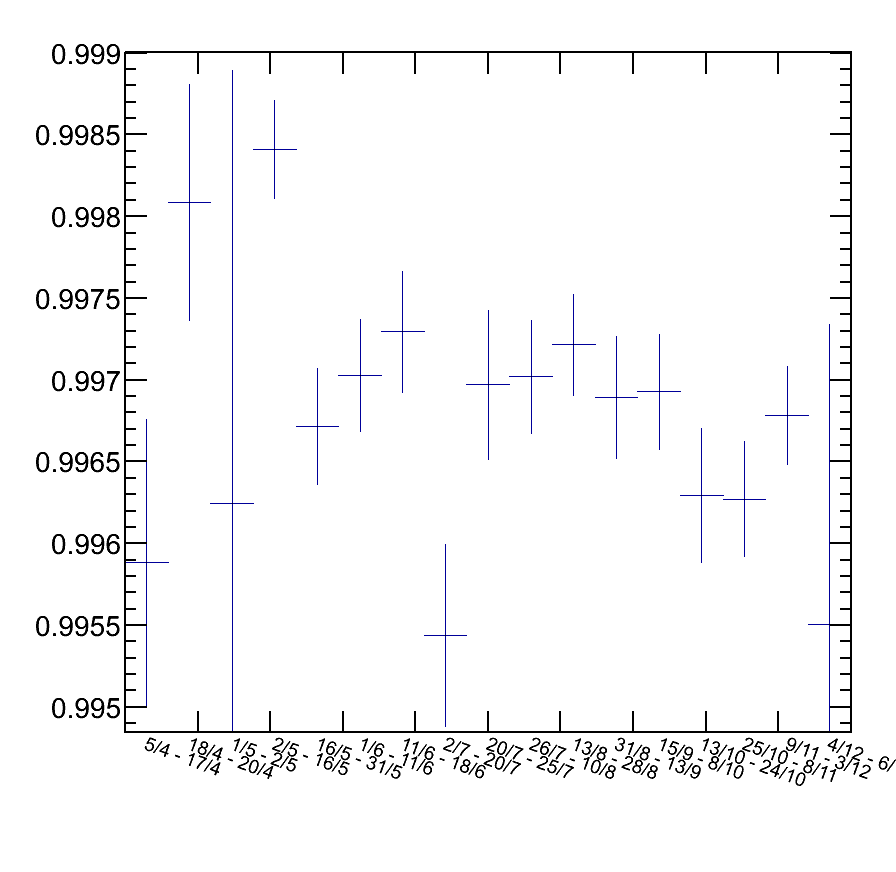 0.999
0.9985
0.998
0.9975
0.997
0.9965
0.996
0.9955
0.995
5/4 - 17/4
18/4 - 20/4
1/5 - 2/5
2/5 - 16/5
16/5 - 31/5
1/6 - 11/6
11/6 - 18/6
2/7 - 20/7
20/7 - 25/7
26/7 - 10/8
13/8 - 28/8
31/8 - 13/9
15/9 - 8/10
13/10 - 24/10
25/10 - 8/11
9/11 - 3/12
4/12 - 6/